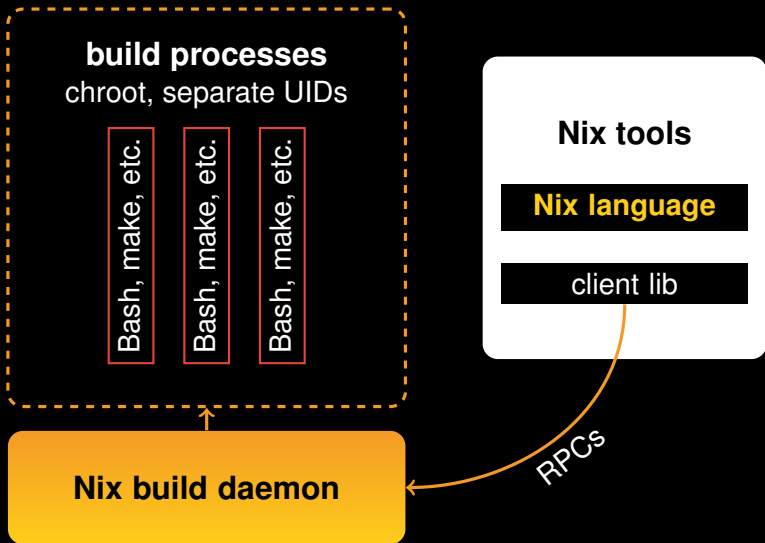 build processes
chroot, separate UIDs
Bash, make, etc.
Bash, make, etc.
Bash, make, etc.
Nix tools
Nix language
client lib
RPCs
Nix build daemon